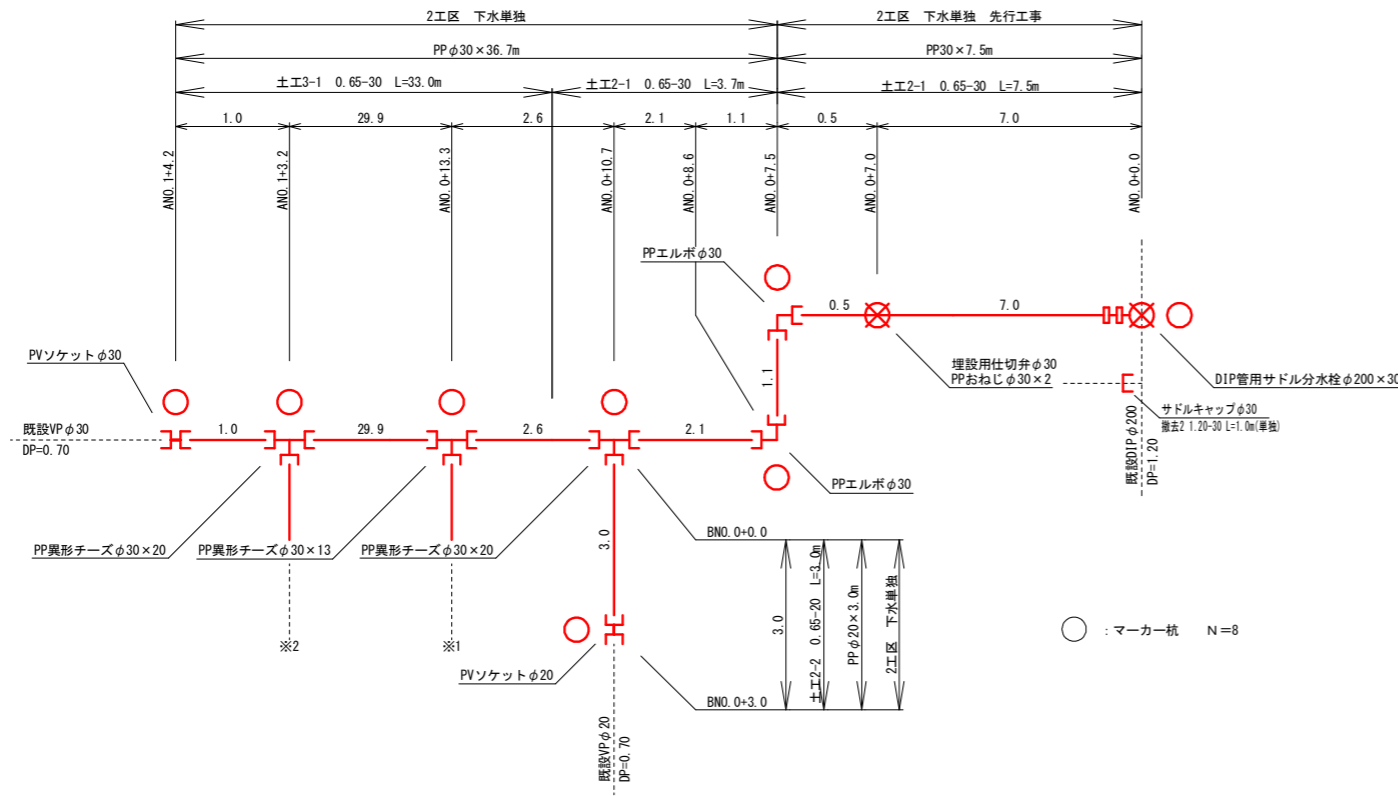 2工区 下水単独
2工区 下水単独 先行工事
PPφ30×36.7m
PP30×7.5m
土工3-1 0.65-30 L=33.0m
土工2-1 0.65-30 L=3.7m
土工2-1 0.65-30 L=7.5m
1.0
29.9
2.6
2.1
1.1
0.5
7.0
ANO.1+4.2
ANO.1+3.2
ANO.0+13.3
ANO.0+10.7
ANO.0+8.6
ANO.0+7.5
ANO.0+7.0
ANO.0+0.0
PPエルボφ30
0.5
7.0
PVソケットφ30
埋設用仕切弁φ30
PPおねじφ30×2
DIP管用サドル分水栓φ200×30
1.1
サドルキャップφ30
撤去2 1.20-30 L=1.0m(単独)
既設VPφ30
DP=0.70
1.0
29.9
2.6
2.1
既設DIPφ200
DP=1.20
PPエルボφ30
PP異形チーズφ30×20
PP異形チーズφ30×13
PP異形チーズφ30×20
BNO.0+0.0
3.0
3.0
土工2-2 0.65-20 L=3.0m
PPφ20×3.0m
2工区 下水単独
※2
※1
:マーカー杭 N=8
PVソケットφ20
BNO.0+3.0
既設VPφ20
DP=0.70